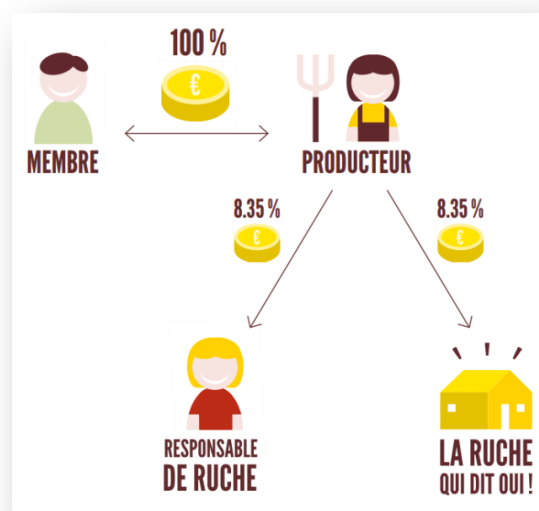 100 %
€
MEMBRE
PRODUCTEUR
8.35 %
€
8.35 %
€
RESPONSABLE
DE RUCHE
LA RUCHE
QUI DIT OUI !